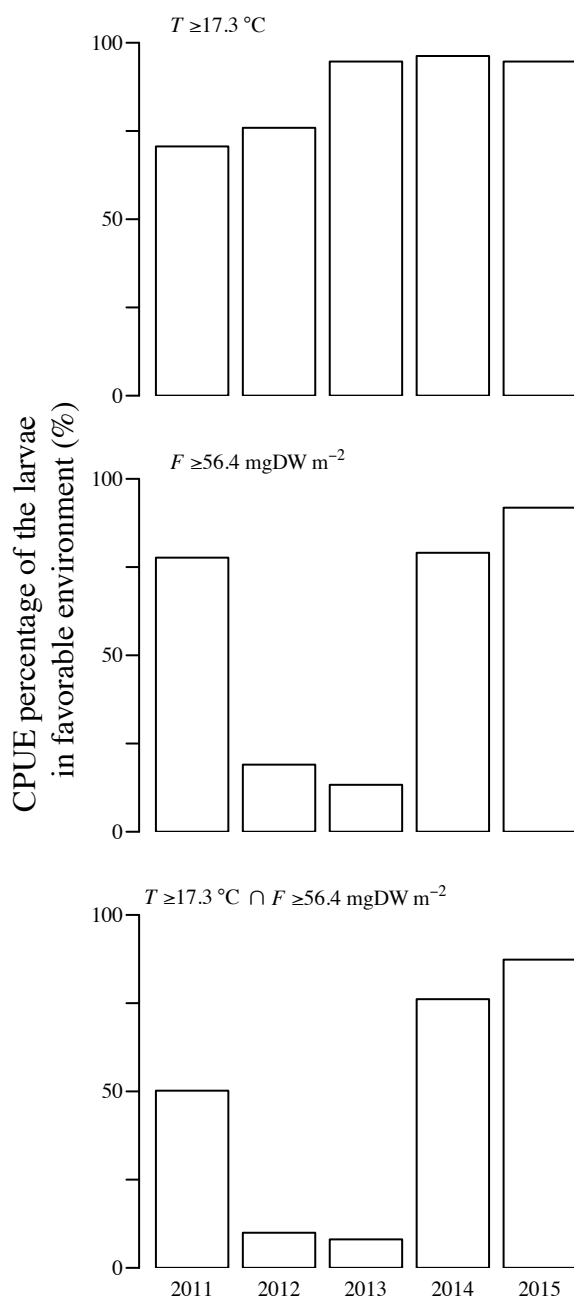 T ≥17.3 °C
100
50
0
F ≥56.4 mgDW m⁻²
100
50
0
CPUE percentage of the larvae
in favorable environment (%)
T ≥17.3 °C ∩ F ≥56.4 mgDW m⁻²
100
50
0
2011 2012 2013 2014 2015